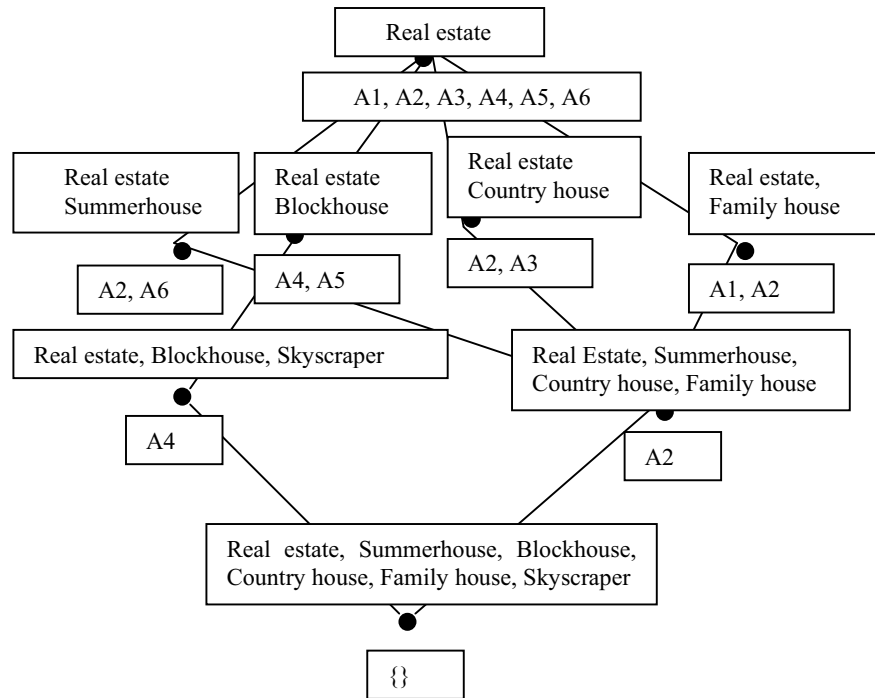 Real estate
A1, A2, A3, A4, A5, A6
Real estate
Summerhouse
Real estate
Blockhouse
Real estate
Country house
Real estate,
Family house
A2, A6
A4, A5
A2, A3
A1, A2
Real estate, Blockhouse, Skyscraper
Real Estate, Summerhouse,
Country house, Family house
A4
A2
Real estate, Summerhouse, Blockhouse,
Country house, Family house, Skyscraper
{}